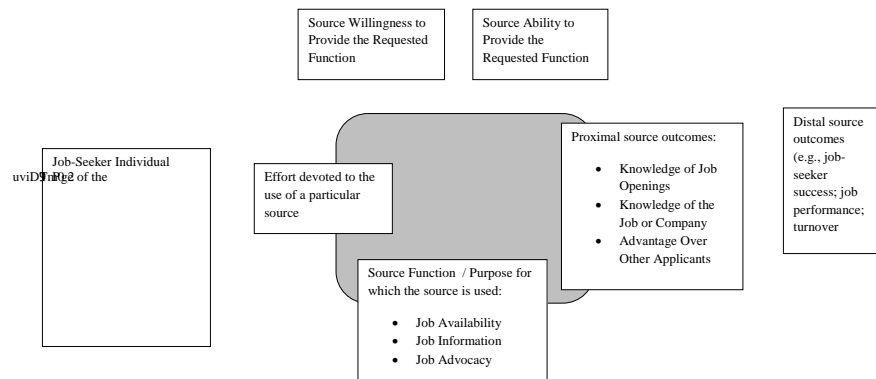 Source Willingness to
Provide the Requested
Function
Source Ability to
Provide the
Requested Function
Job-Seeker Individual
of the
Effort devoted to the
use of a particular
source
Source Function / Purpose for
which the source is used:
• Job Availability
• Job Information
• Job Advocacy
Proximal source outcomes:
• Knowledge of Job
Openings
• Knowledge of the
Job or Company
• Advantage Over
Other Applicants
Distal source
outcomes
(e.g., job-
seeker
success; job
performance;
turnover